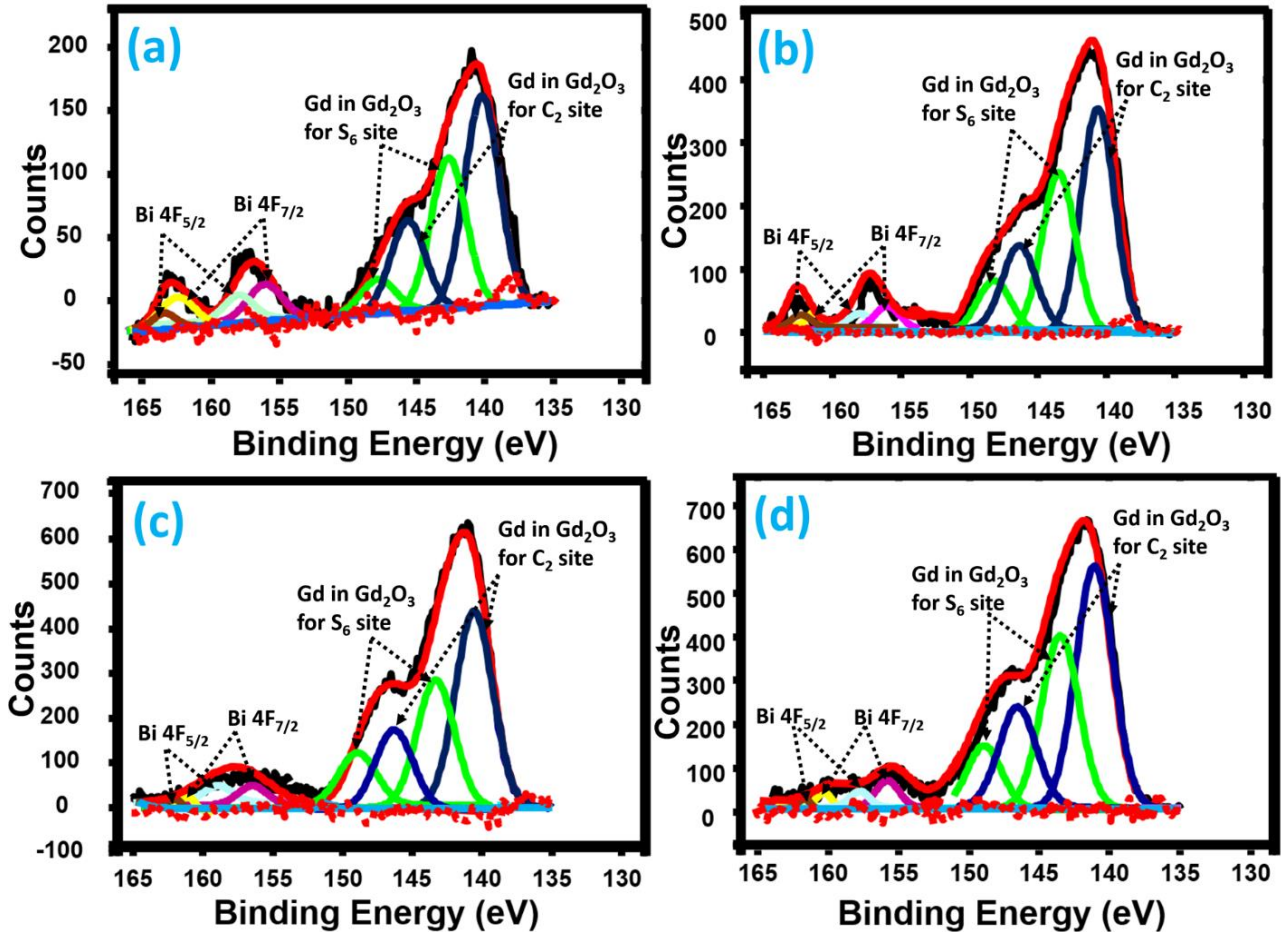 (a)
200
150
100
50
0
-50
Counts
Gd in Gd₂O₃
for S₆ site
Gd in Gd₂O₃
for C₂ site
Bi 4F₅/₂
Bi 4F₇/₂
165 160 155 150 145 140 135 130
Binding Energy (eV)
(b)
500
400
300
200
100
0
Counts
Gd in Gd₂O₃
for S₆ site
Gd in Gd₂O₃
for C₂ site
Bi 4F₅/₂
Bi 4F₇/₂
165 160 155 150 145 140 135 130
Binding Energy (eV)
(c)
700
600
500
400
300
200
100
0
-100
Counts
Gd in Gd₂O₃
for S₆ site
Gd in Gd₂O₃
for C₂ site
Bi 4F₅/₂
Bi 4F₇/₂
165 160 155 150 145 140 135 130
Binding Energy (eV)
(d)
700
600
500
400
300
200
100
0
Counts
Gd in Gd₂O₃
for S₆ site
Gd in Gd₂O₃
for C₂ site
Bi 4F₅/₂
Bi 4F₇/₂
165 160 155 150 145 140 135 130
Binding Energy (eV)